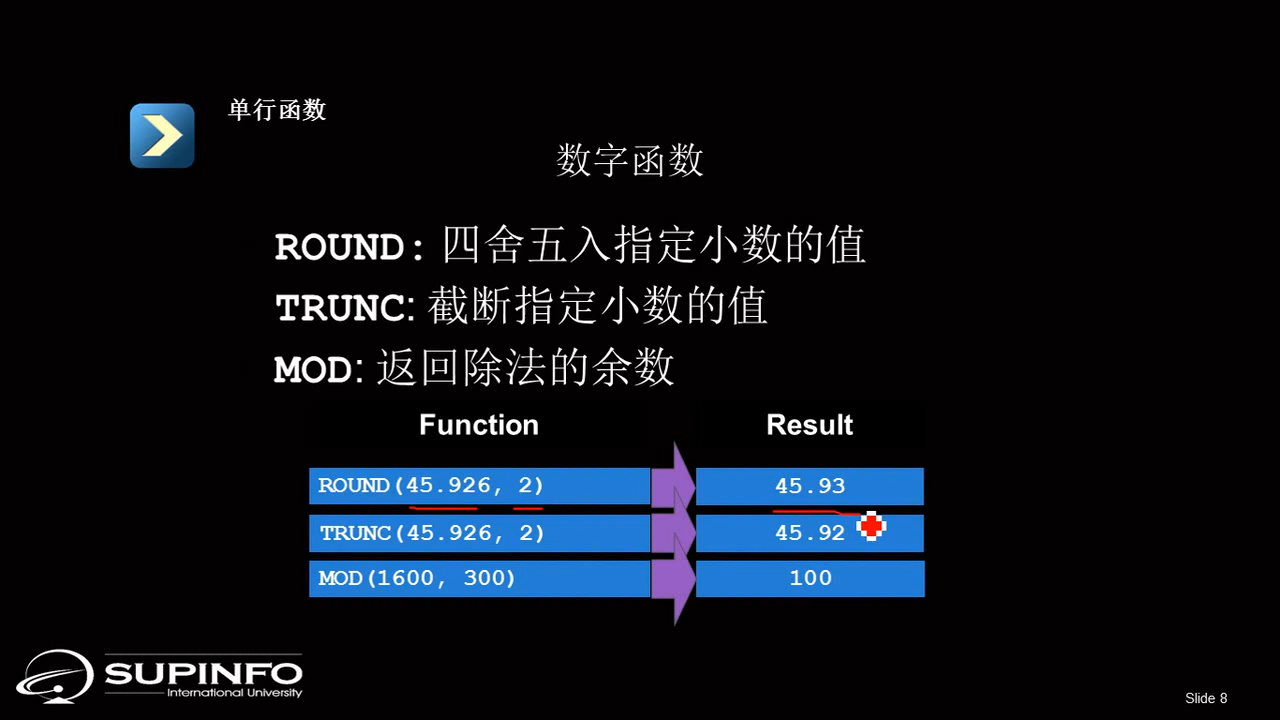 单行函数
数字函数
ROUND: 四舍五入指定小数的值
TRUNC: 截断指定小数的值
MOD: 返回除法的余数
Function Result
ROUND(45.926, 2) 45.93
TRUNC(45.926, 2) 45.92
MOD(1600, 300) 100
SUPINFO
International University
Slide 8